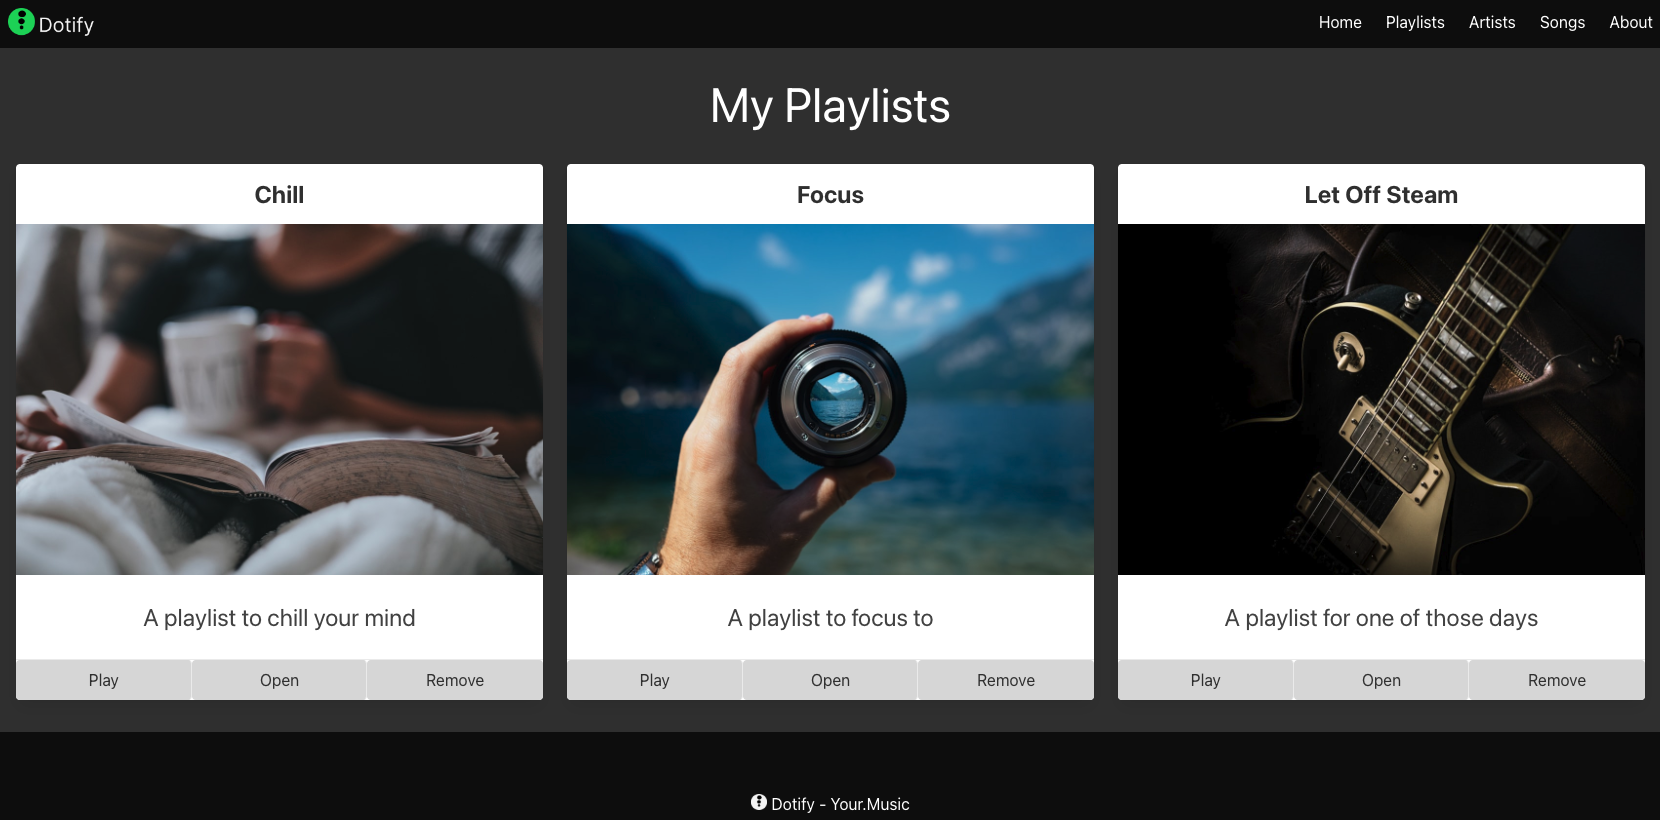 Dotify
Home Playlists Artists Songs About
My Playlists
Chill
Focus
Let Off Steam
A playlist to chill your mind
A playlist to focus to
A playlist for one of those days
Play Open Remove
Play Open Remove
Play Open Remove
Dotify - Your.Music